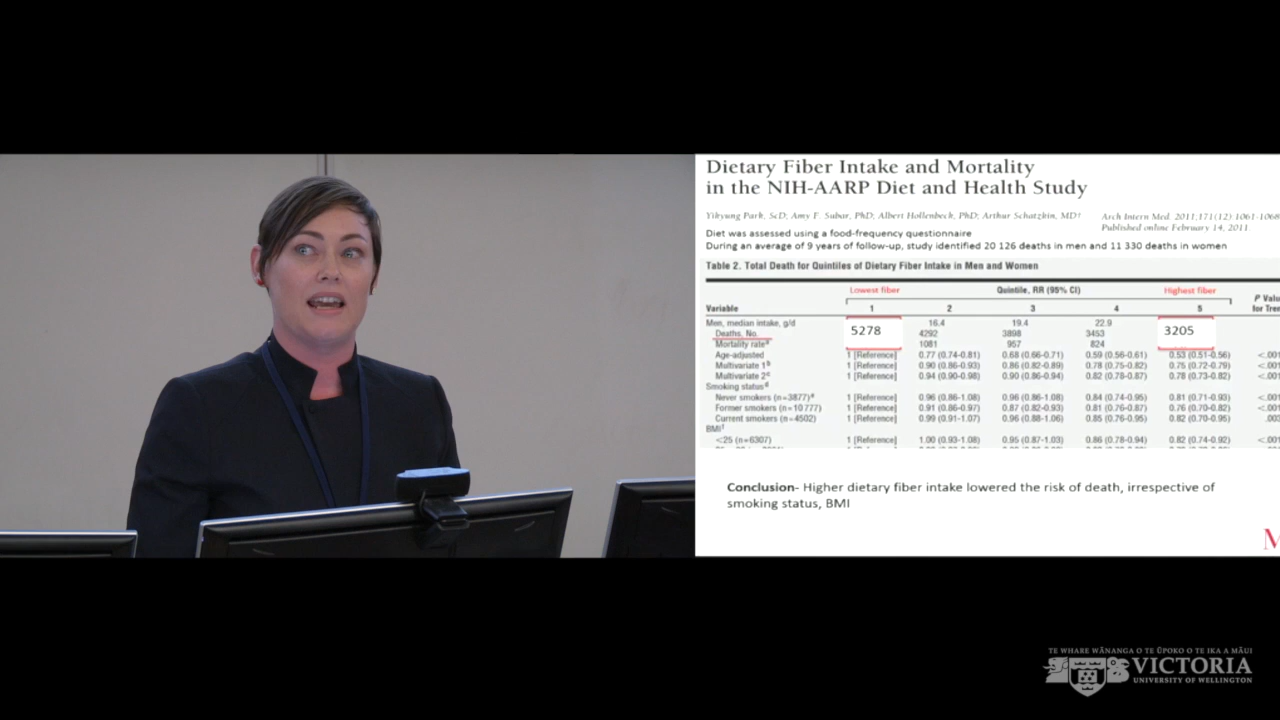 Dietary Fiber Intake and Mortality
in the NIH-AARP Diet and Health Study
Yikyung Park, ScD; Amy F. Subar, PhD; Albert Hollenbeck, PhD; Arthur Schatzkin, MD†
Arch Intern Med. 2011;171(12):1061-1068
Published online February 14, 2011
Diet was assessed using a food-frequency questionnaire
During an average of 9 years of follow-up, study identified 20 126 deaths in men and 11 330 deaths in women
Table 2. Total Death for Quintiles of Dietary Fiber Intake in Men and Women
Lowest fiber Quintile, RR (95% CI) Highest fiber
Variable 1 2 3 4 5 P Valu
for Tren
Men, median intake, g/d 16.4 19.4 22.9
Deaths, No. 5278 4292 3898 3453 3205
Mortality rateᵃ 1081 957 824
Age-adjusted 1 [Reference] 0.77 (0.74-0.81) 0.68 (0.66-0.71) 0.59 (0.56-0.61) 0.53 (0.51-0.56) <.001
Multivariate 1ᵇ 1 [Reference] 0.90 (0.86-0.93) 0.86 (0.82-0.89) 0.78 (0.75-0.82) 0.75 (0.72-0.79) <.001
Multivariate 2ᶜ 1 [Reference] 0.94 (0.90-0.98) 0.90 (0.86-0.94) 0.82 (0.78-0.87) 0.78 (0.73-0.82) <.001
Smoking statusᵈ
Never smokers (n=3877)ᵉ 1 [Reference] 0.96 (0.86-1.08) 0.96 (0.86-1.08) 0.84 (0.74-0.95) 0.81 (0.71-0.93) <.001
Former smokers (n=10 777) 1 [Reference] 0.91 (0.86-0.97) 0.87 (0.82-0.93) 0.81 (0.76-0.87) 0.76 (0.70-0.82) <.001
Current smokers (n=4502) 1 [Reference] 0.99 (0.91-1.07) 0.96 (0.88-1.06) 0.85 (0.76-0.95) 0.82 (0.70-0.95) .003
BMIᶠ
<25 (n=6307) 1 [Reference] 1.00 (0.93-1.08) 0.95 (0.87-1.03) 0.86 (0.78-0.94) 0.82 (0.74-0.92) <.001
Conclusion- Higher dietary fiber intake lowered the risk of death, irrespective of
smoking status, BMI
TE WHARE WĀNANGA O TE ŪPOKO O TE IKA A MĀUI
VICTORIA
UNIVERSITY OF WELLINGTON